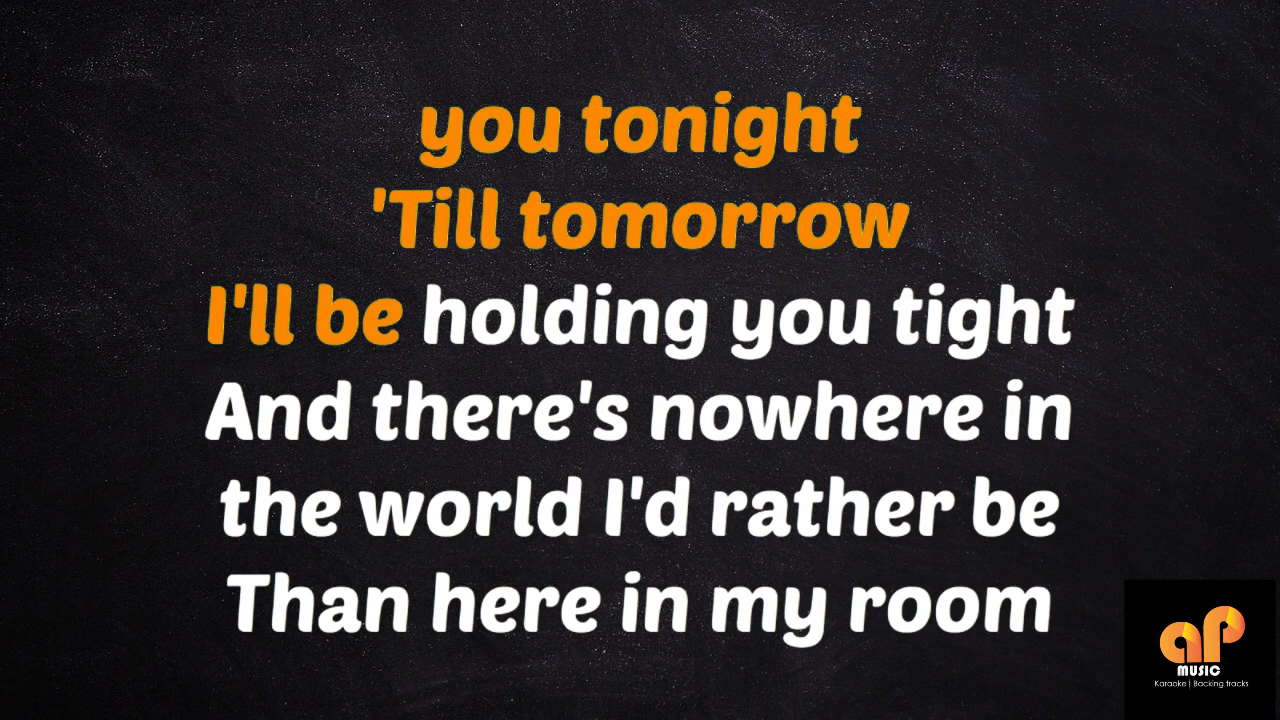 you tonight
'Till tomorrow
I'll be holding you tight
And there's nowhere in
the world I'd rather be
Than here in my room
ap
MUSIC
Karaoke | Backing tracks